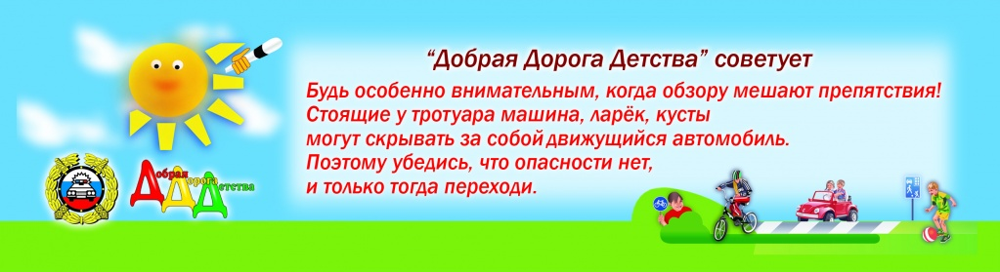 “Добрая Дорога Детства” советует
Будь особенно внимательным, когда обзору мешают препятствия!
Стоящие у тротуара машина, ларёк, кусты
могут скрывать за собой движущийся автомобиль.
Поэтому убедись, что опасности нет,
и только тогда переходи.
Добрая
Дорога
Детства